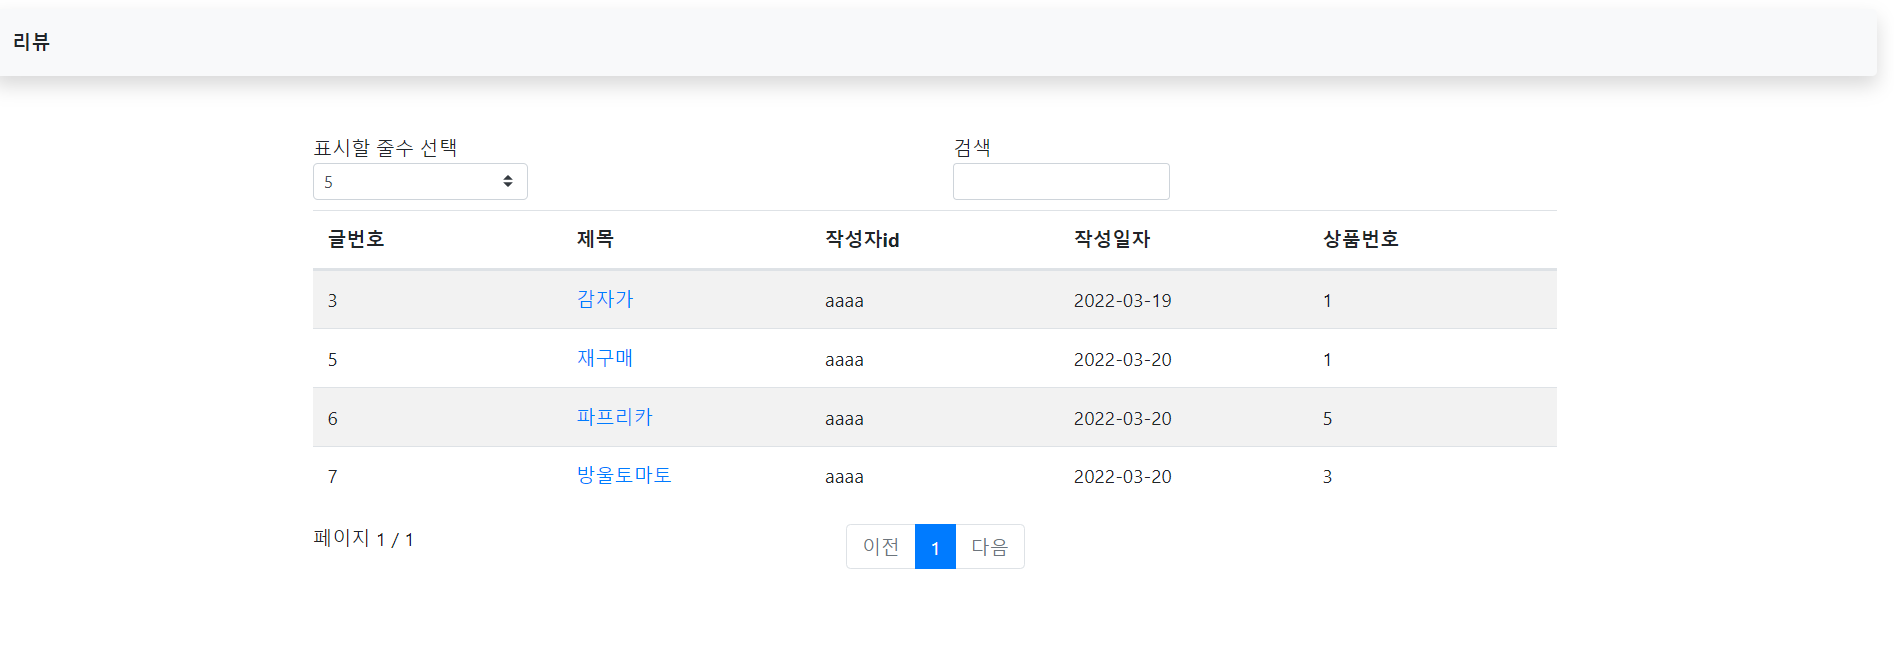 리뷰
표시할 줄수 선택 검색
5
글번호 제목 작성자id 작성일자 상품번호
3 감자가 aaaa 2022-03-19 1
5 재구매 aaaa 2022-03-20 1
6 파프리카 aaaa 2022-03-20 5
7 방울토마토 aaaa 2022-03-20 3
페이지 1 / 1 이전 1 다음